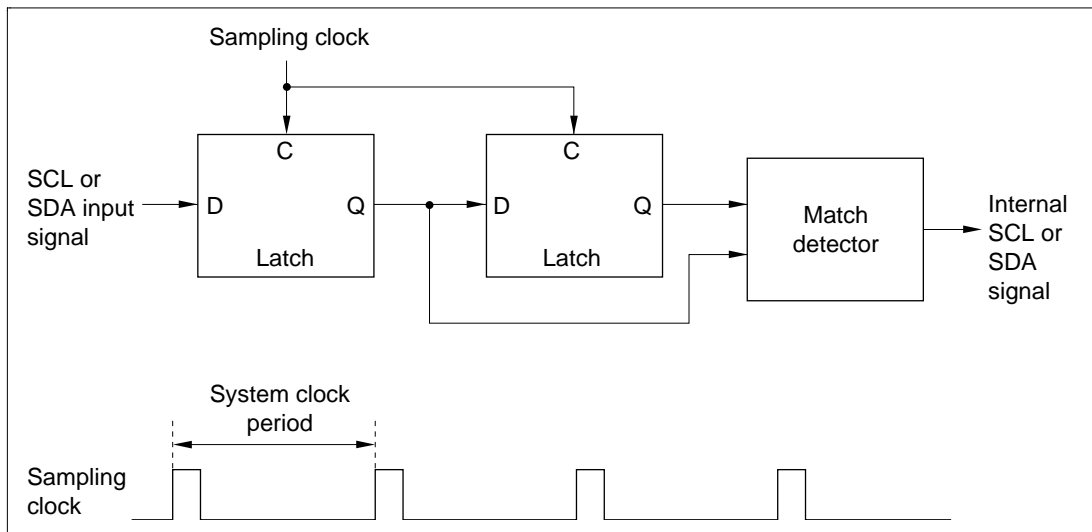 Sampling clock
C
C
SCL or
SDA input
signal
D
Q
D
Q
Latch
Latch
Match
detector
Internal
SCL or
SDA
signal
System clock
period
Sampling
clock